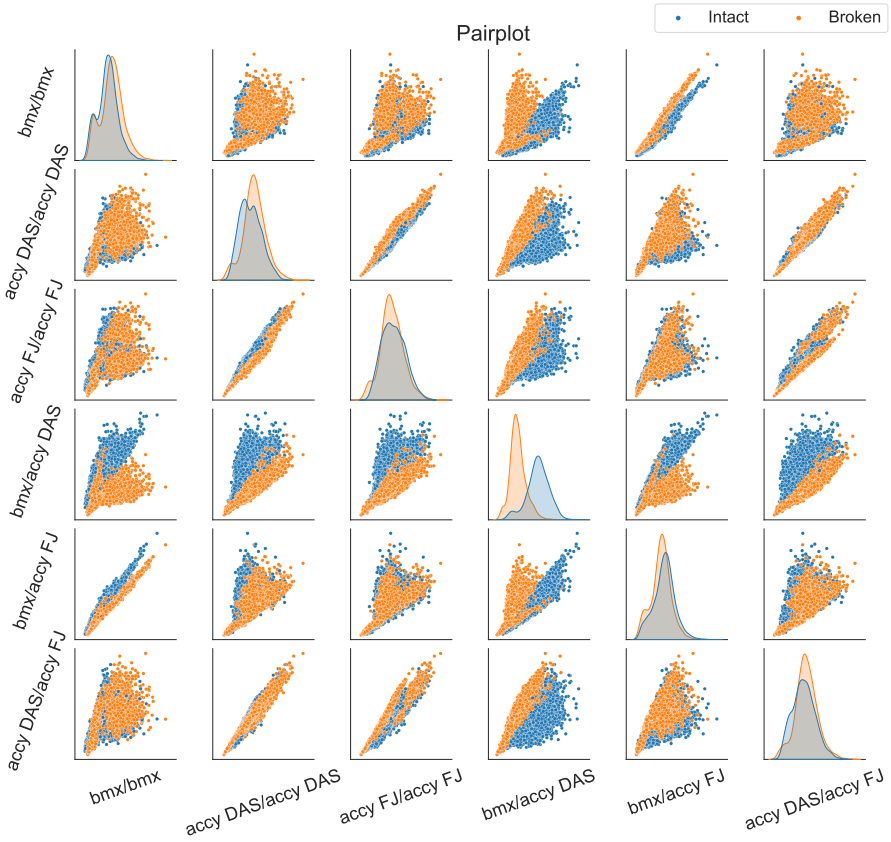 Intact Broken
Pairplot
bmx/bmx
accy DAS/accy DAS
accy FJ/accy FJ
bmx/accy DAS
bmx/accy FJ
accy DAS/accy FJ
bmx/bmx
accy DAS/accy DAS
accy FJ/accy FJ
bmx/accy DAS
bmx/accy FJ
accy DAS/accy FJ